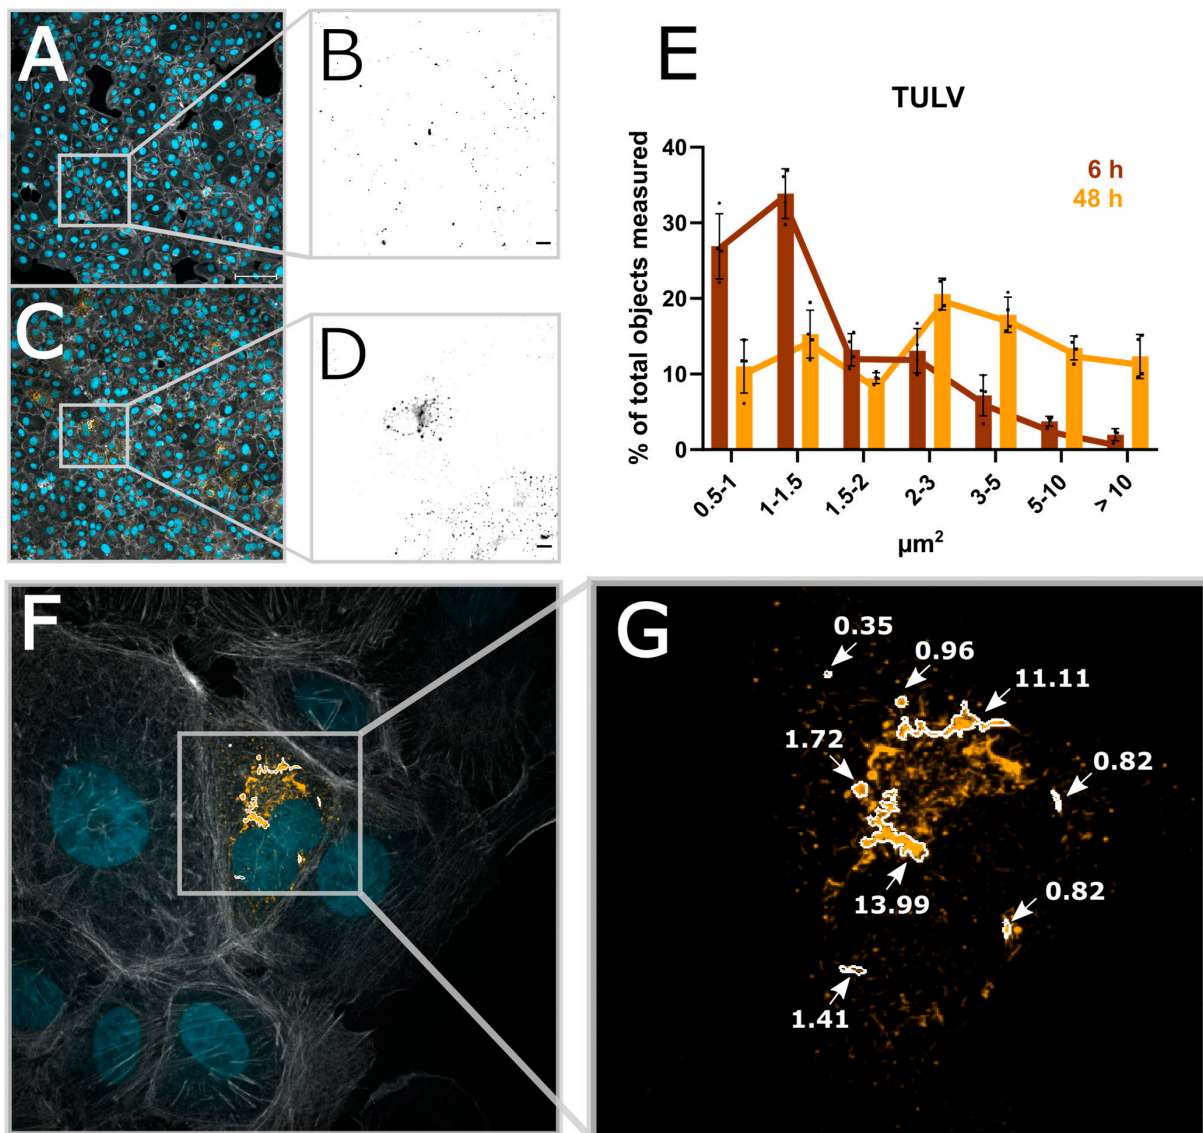 A
B
C
D
E
TULV
6 h
48 h
% of total objects measured
40
30
20
10
0
0.5-1
1-1.5
1.5-2
2-3
3-5
5-10
> 10
µm²
F
G
0.35
0.96
11.11
1.72
0.82
13.99
0.82
1.41